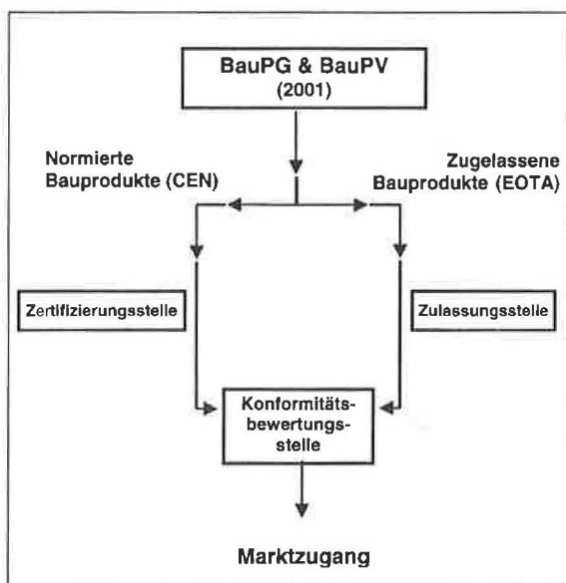 BauPG & BauPV
(2001)
Normierte
Bauprodukte (CEN)
Zugelassene
Bauprodukte (EOTA)
Zertifizierungsstelle
Zulassungsstelle
Konformitäts-
bewertungs-
stelle
Marktzugang